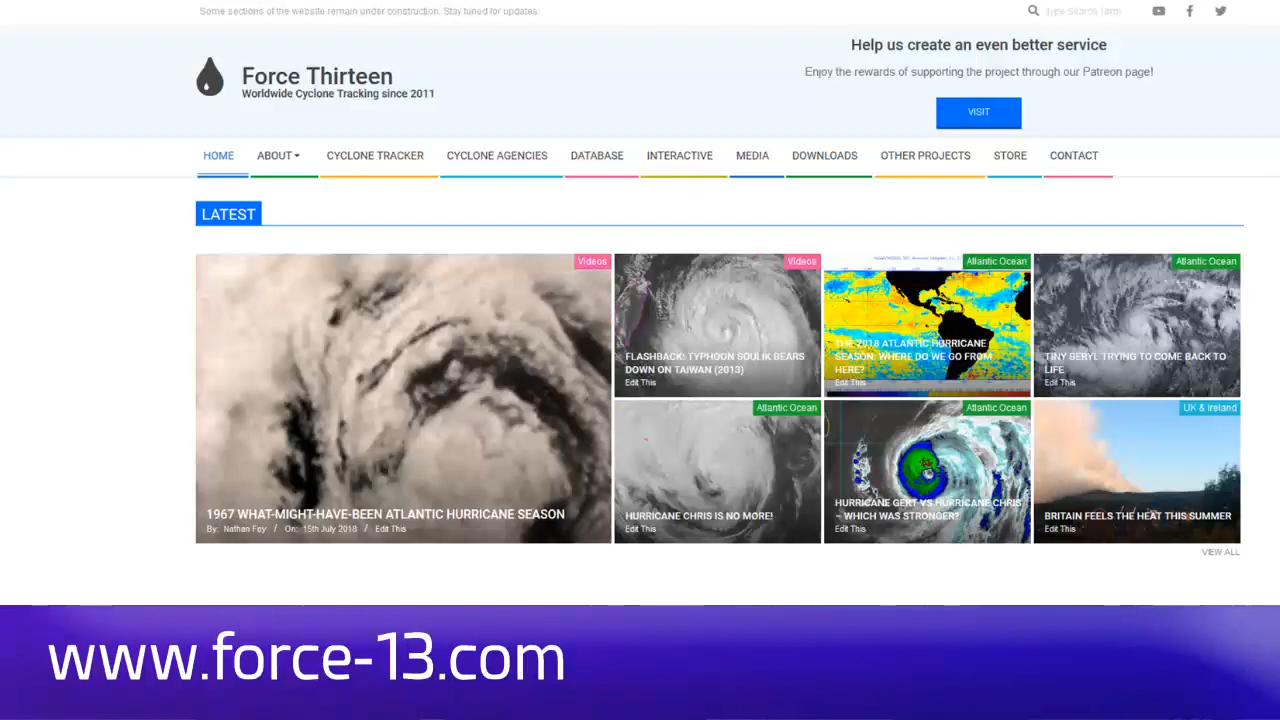 Some sections of the website remain under construction. Stay tuned for updates.
Type Search Term
Force Thirteen
Worldwide Cyclone Tracking since 2011
Help us create an even better service
Enjoy the rewards of supporting the project through our Patreon page!
VISIT
HOME
ABOUT
CYCLONE TRACKER
CYCLONE AGENCIES
DATABASE
INTERACTIVE
MEDIA
DOWNLOADS
OTHER PROJECTS
STORE
CONTACT
LATEST
Videos
1967 WHAT-MIGHT-HAVE-BEEN ATLANTIC HURRICANE SEASON
By: Nathan Foy / On: 15th July 2018 / Edit This
Videos
FLASHBACK: TYPHOON SOULIK BEARS
DOWN ON TAIWAN (2013)
Edit This
Atlantic Ocean
THE 2018 ATLANTIC HURRICANE
SEASON: WHERE DO WE GO FROM
HERE?
Edit This
Atlantic Ocean
TINY BERYL TRYING TO COME BACK TO
LIFE
Edit This
Atlantic Ocean
HURRICANE CHRIS IS NO MORE!
Edit This
Atlantic Ocean
HURRICANE GERT VS HURRICANE CHRIS
– WHICH WAS STRONGER?
Edit This
UK & Ireland
BRITAIN FEELS THE HEAT THIS SUMMER
Edit This
VIEW ALL
www.force-13.com